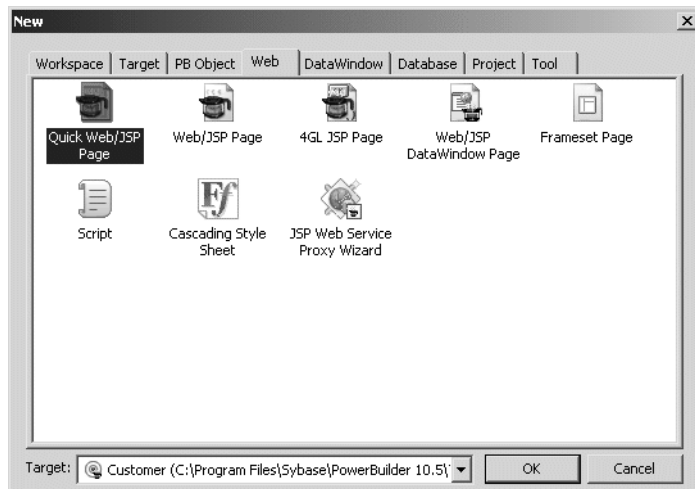 New
Workspace Target PB Object Web DataWindow Database Project Tool
Quick Web/JSP Page
Web/JSP Page
4GL JSP Page
Web/JSP DataWindow Page
Frameset Page
Script
Cascading Style Sheet
JSP Web Service Proxy Wizard
Target: Customer (C:\Program Files\Sybase\PowerBuilder 10.5\ OK Cancel